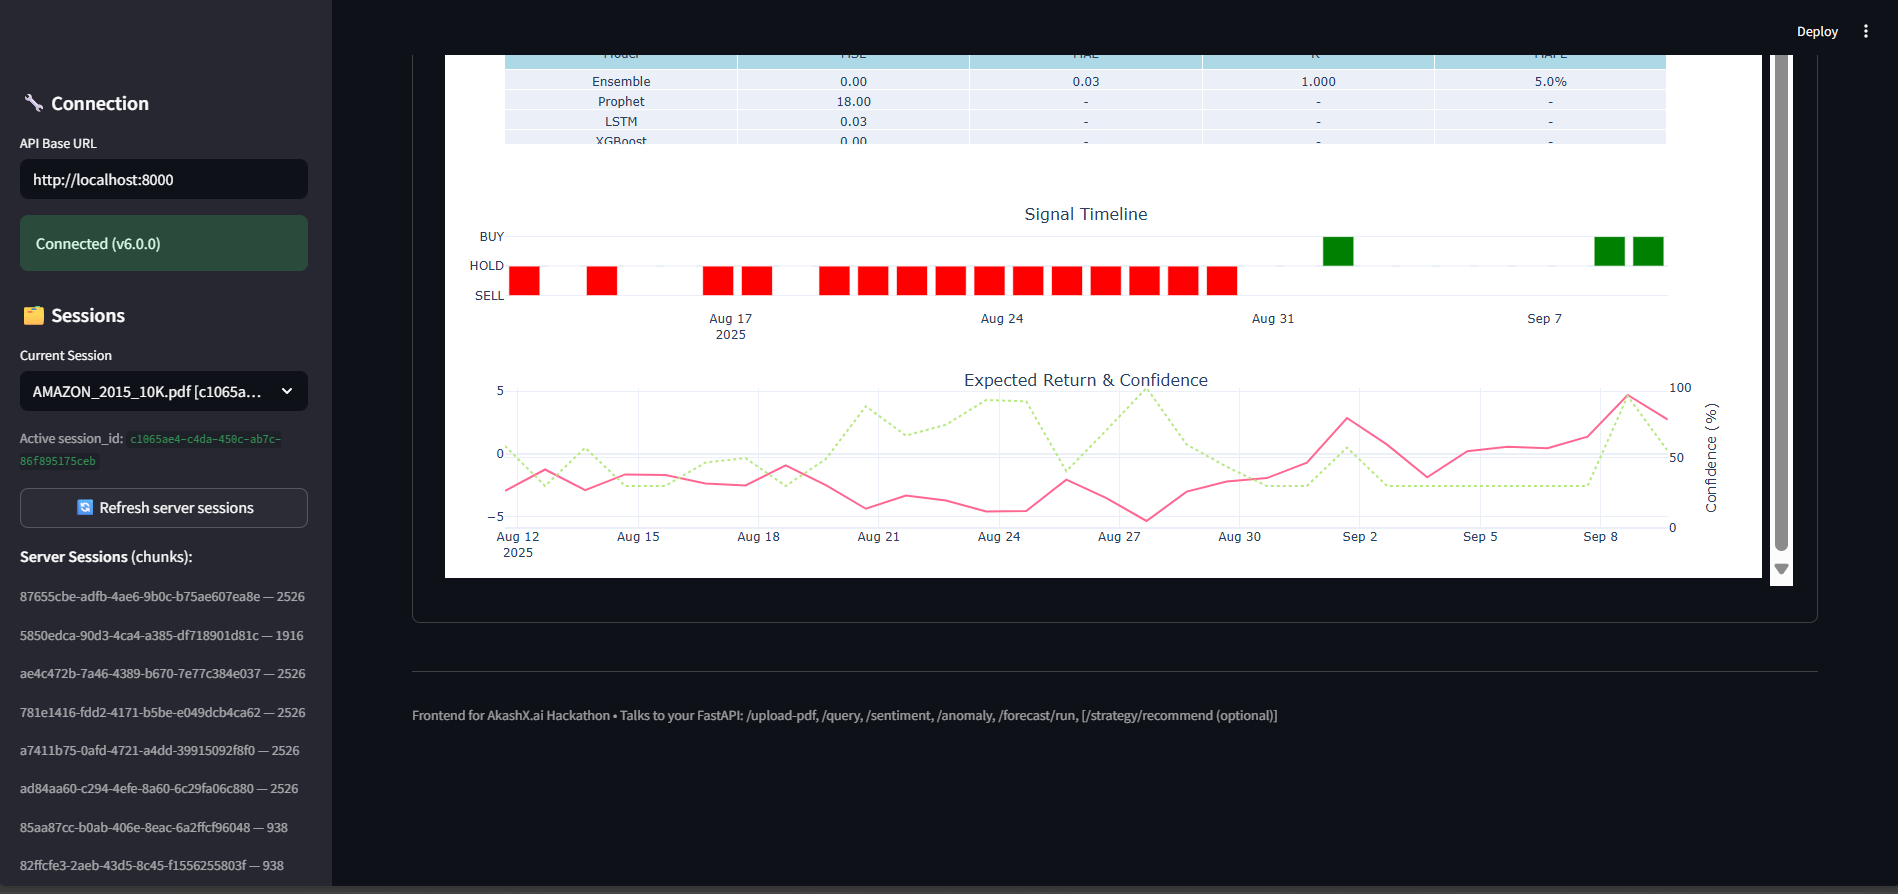 Deploy
Connection
API Base URL
http://localhost:8000
Connected (v6.0.0)
Sessions
Current Session
AMAZON_2015_10K.pdf [c1065a...
Active session_id: c1065ae4-c4da-450c-ab7c-
86f895175ceb
Refresh server sessions
Server Sessions (chunks):
87655cbe-adfb-4ae6-9b0c-b75ae607ea8e — 2526
5850edca-90d3-4ca4-a385-df718901d81c — 1916
ae4c472b-7a46-4389-b670-7e77c384e037 — 2526
781e1416-fdd2-4171-b5be-e049dcb4ca62 — 2526
a7411b75-0afd-4721-a4dd-39915092f8f0 — 2526
ad84aa60-c294-4efe-8a60-6c29fa06c880 — 2526
85aa87cc-b0ab-406e-8eac-6a2ffcf96048 — 938
82ffcfe3-2aeb-43d5-8c45-f1556255803f — 938
Ensemble 0.00 0.03 1.000 5.0%
Prophet 18.00 - - -
LSTM 0.03 - - -
XGBoost 0.00 - - -
Signal Timeline
BUY
HOLD
SELL
Aug 17 Aug 24 Aug 31 Sep 7
2025
Expected Return & Confidence
5
0
−5
100
50
0
Confidence (%)
Aug 12 Aug 15 Aug 18 Aug 21 Aug 24 Aug 27 Aug 30 Sep 2 Sep 5 Sep 8
2025
Frontend for AkashX.ai Hackathon • Talks to your FastAPI: /upload-pdf, /query, /sentiment, /anomaly, /forecast/run, [/strategy/recommend (optional)]